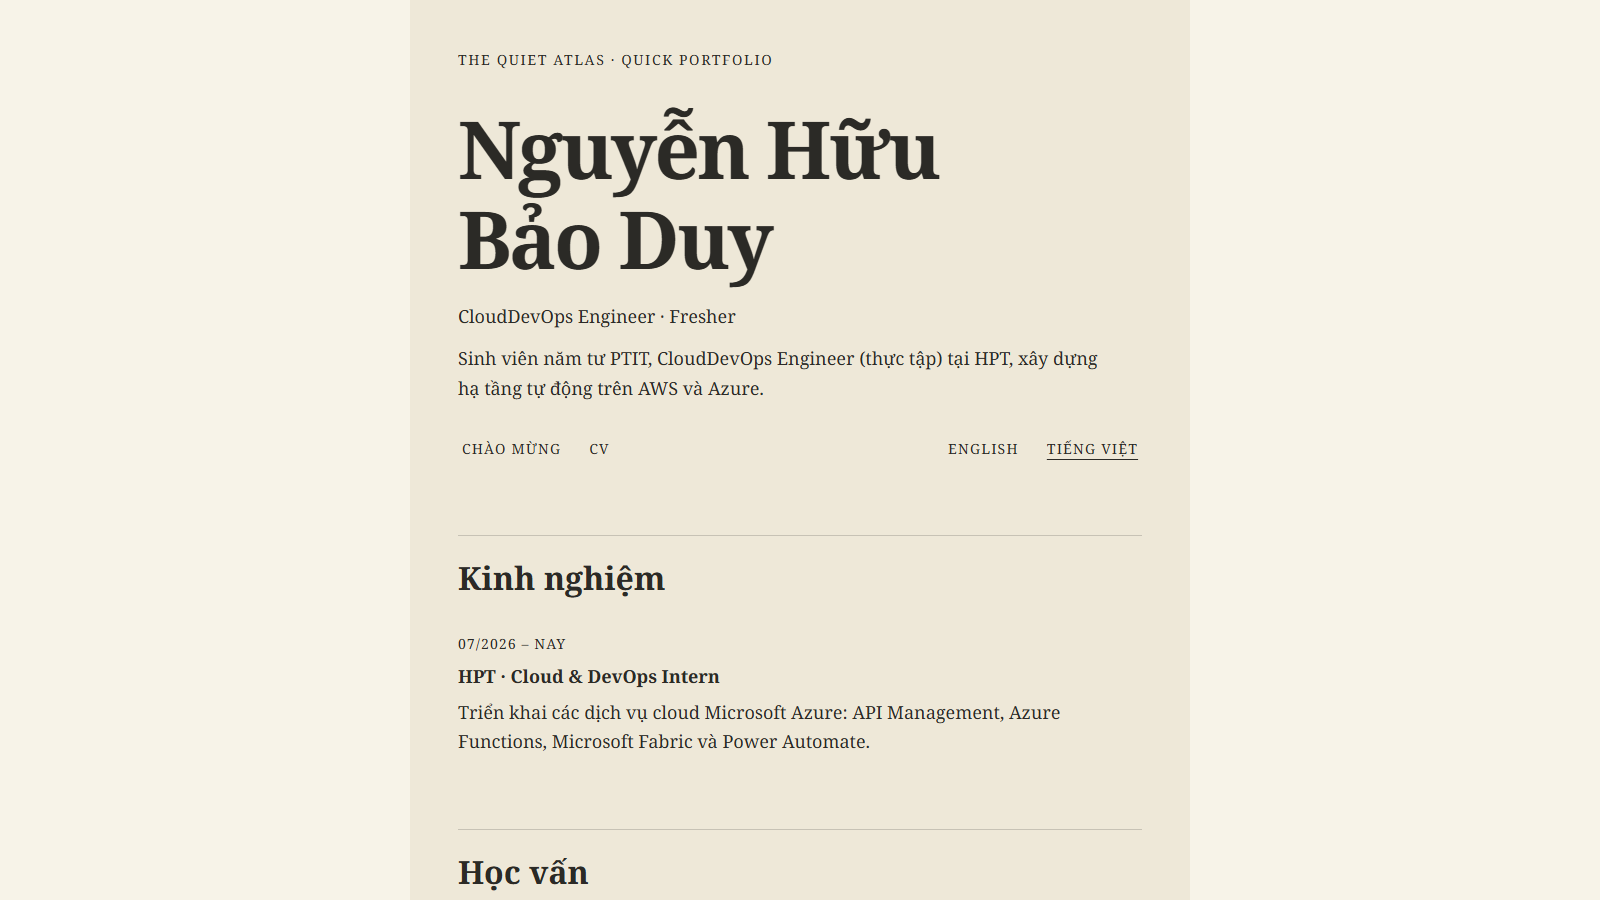 THE QUIET ATLAS · QUICK PORTFOLIO
Nguyễn Hữu
Bảo Duy
CloudDevOps Engineer · Fresher
Sinh viên năm tư PTIT, CloudDevOps Engineer (thực tập) tại HPT, xây dựng
hạ tầng tự động trên AWS và Azure.
CHÀO MỪNG CV ENGLISH TIẾNG VIỆT
Kinh nghiệm
07/2026 – NAY
HPT · Cloud & DevOps Intern
Triển khai các dịch vụ cloud Microsoft Azure: API Management, Azure
Functions, Microsoft Fabric và Power Automate.
Học vấn